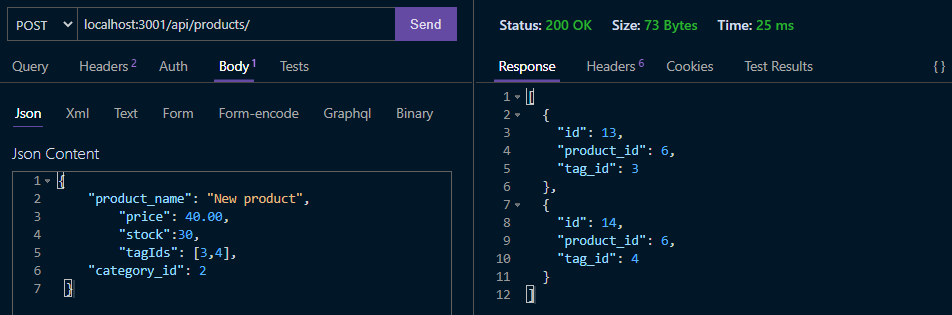 POST localhost:3001/api/products/ Send
Query Headers 2 Auth Body 1 Tests
Json Xml Text Form Form-encode Graphql Binary
Json Content
1 {
2 "product_name": "New product",
3 "price": 40.00,
4 "stock":30,
5 "tagIds": [3,4],
6 "category_id": 2
7 }
Status: 200 OK Size: 73 Bytes Time: 25 ms
Response Headers 6 Cookies Test Results {}
1 [
2 {
3 "id": 13,
4 "product_id": 6,
5 "tag_id": 3
6 },
7 {
8 "id": 14,
9 "product_id": 6,
10 "tag_id": 4
11 }
12 ]